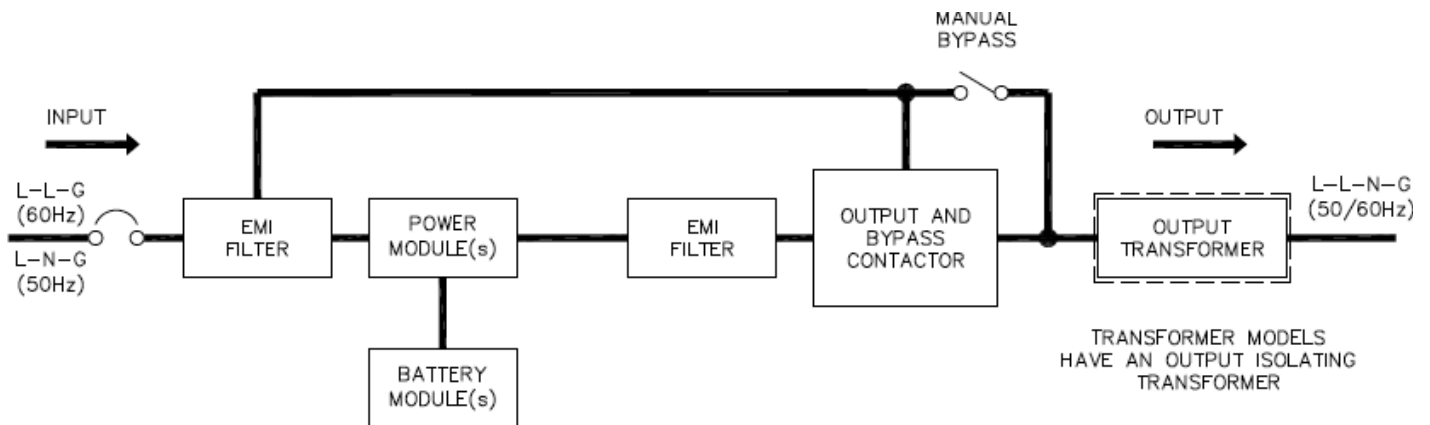 MANUAL
BYPASS
INPUT
OUTPUT
L-L-G
(60Hz)
L-N-G
(50Hz)
EMI
FILTER
POWER
MODULE(s)
EMI
FILTER
OUTPUT AND
BYPASS
CONTACTOR
OUTPUT
TRANSFORMER
L-L-N-G
(50/60Hz)
BATTERY
MODULE(s)
TRANSFORMER MODELS
HAVE AN OUTPUT ISOLATING
TRANSFORMER